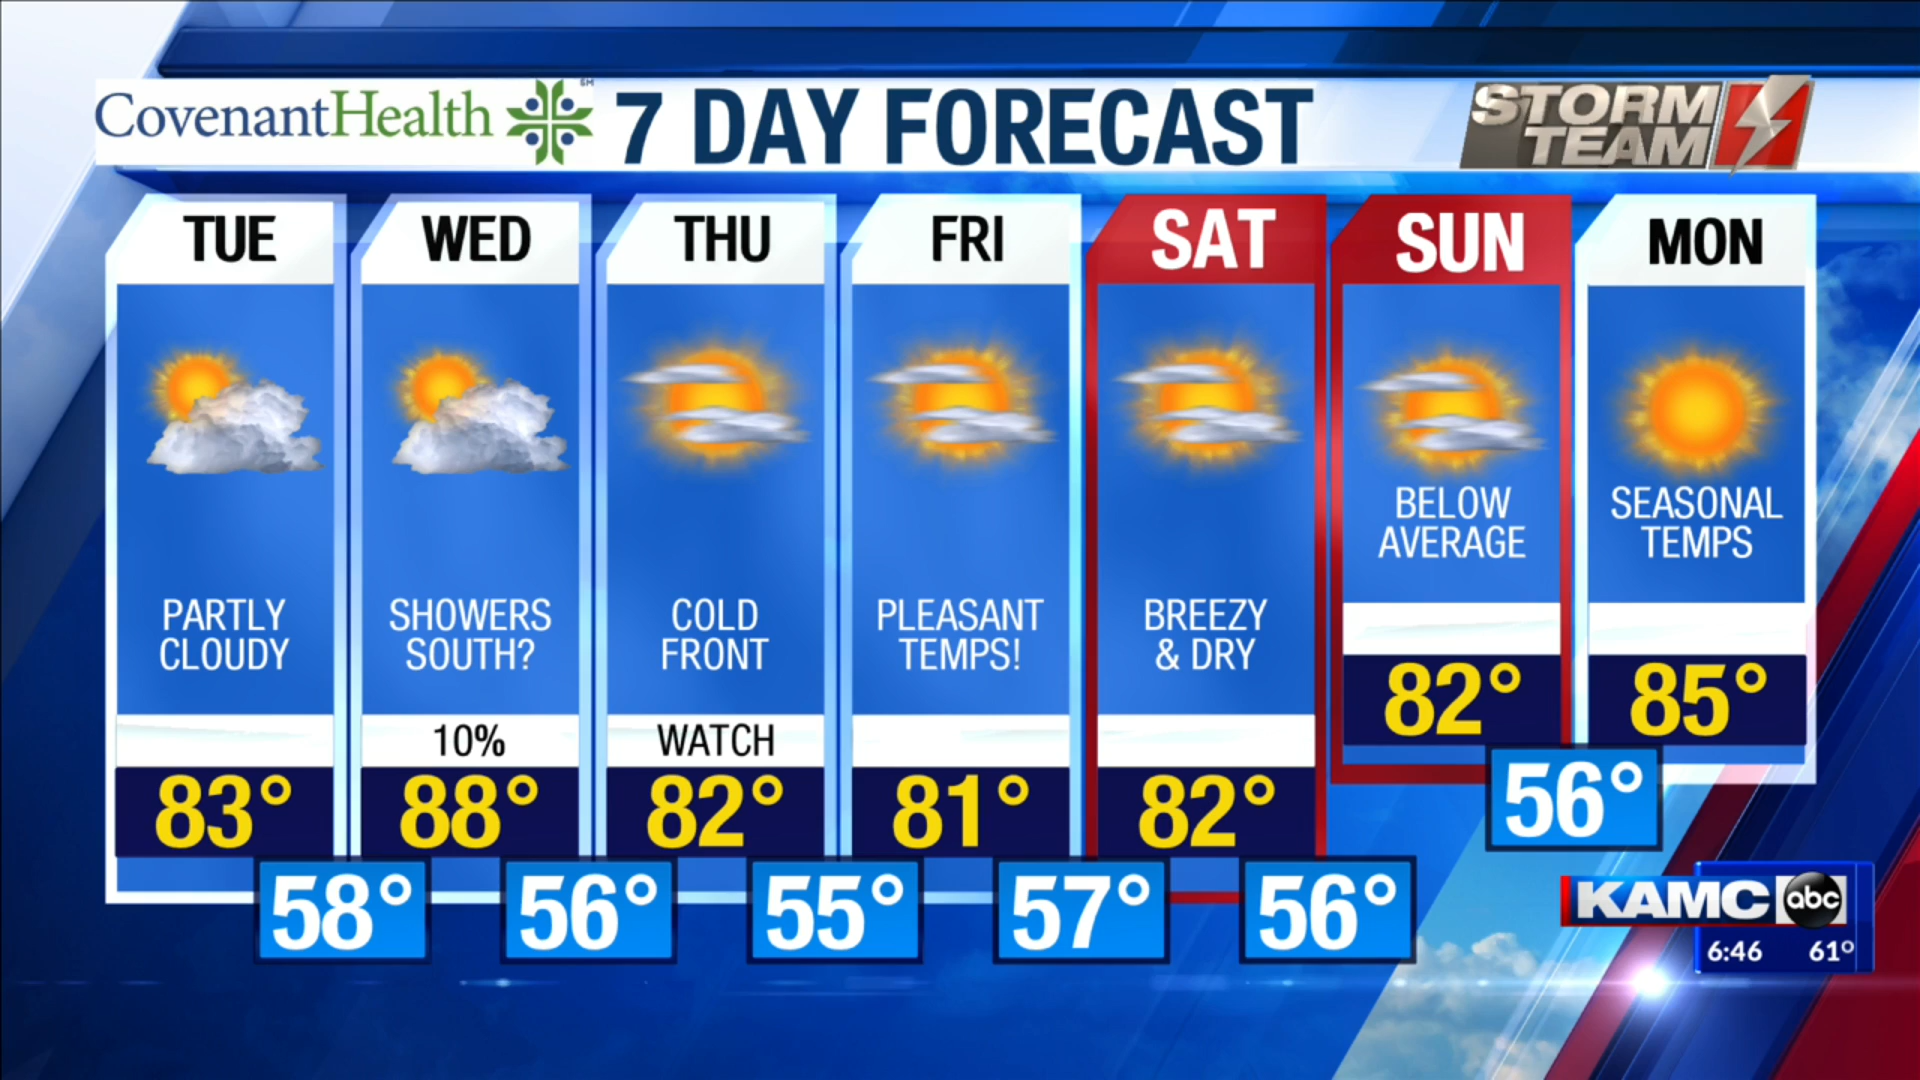 CovenantHealth SM
7 DAY FORECAST
STORM
TEAM
TUE
PARTLY
CLOUDY
83°
58°
WED
SHOWERS
SOUTH?
10%
88°
56°
THU
COLD
FRONT
WATCH
82°
55°
FRI
PLEASANT
TEMPS!
81°
57°
SAT
BREEZY
& DRY
82°
56°
SUN
BELOW
AVERAGE
82°
56°
MON
SEASONAL
TEMPS
85°
KAMC abc
6:46 61°